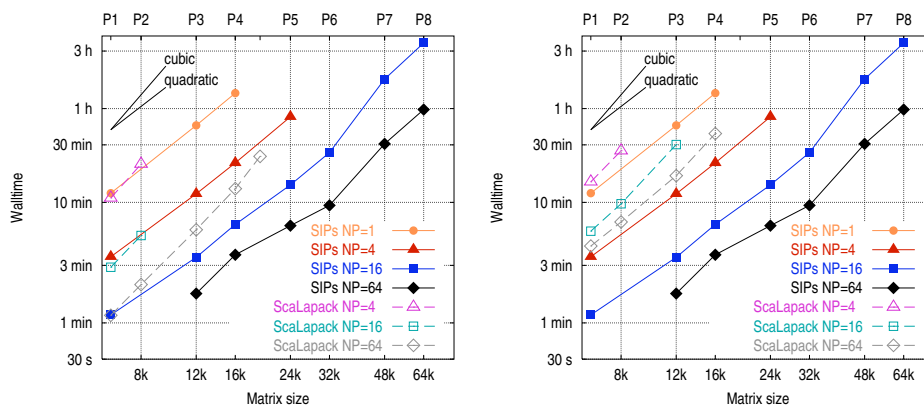 P1 P2 P3 P4 P5 P6 P7 P8
3 h
cubic
quadratic
1 h
30 min
Walltime
10 min
SIPs NP=1
SIPs NP=4
SIPs NP=16
3 min
SIPs NP=64
ScaLapack NP=4
1 min
ScaLapack NP=16
ScaLapack NP=64
30 s
8k 12k 16k 24k 32k 48k 64k
Matrix size
P1 P2 P3 P4 P5 P6 P7 P8
3 h
cubic
quadratic
1 h
30 min
Walltime
10 min
SIPs NP=1
SIPs NP=4
SIPs NP=16
3 min
SIPs NP=64
ScaLapack NP=4
1 min
ScaLapack NP=16
ScaLapack NP=64
30 s
8k 12k 16k 24k 32k 48k 64k
Matrix size